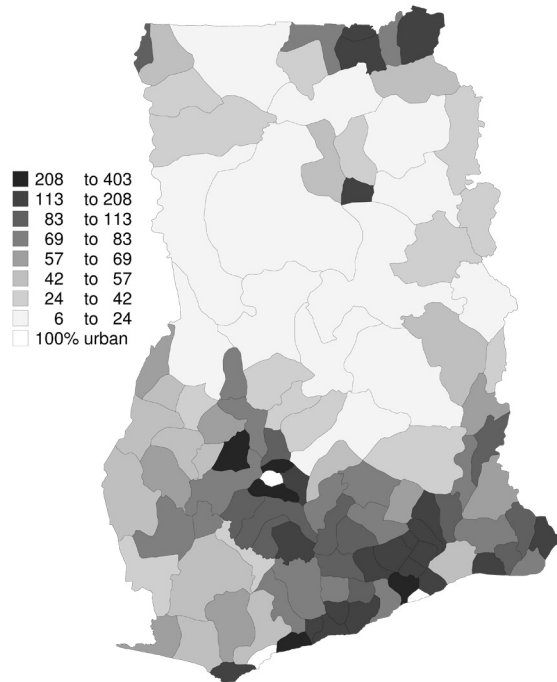 208 to 403
113 to 208
83 to 113
69 to 83
57 to 69
42 to 57
24 to 42
6 to 24
100% urban